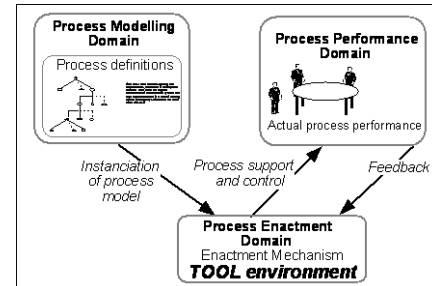 Process Modelling
Domain
Process definitions
Process Performance
Domain
Actual process performance
Instanciation
of process
model
Process support
and control
Feedback
Process Enactment
Domain
Enactment Mechanism
TOOL environment